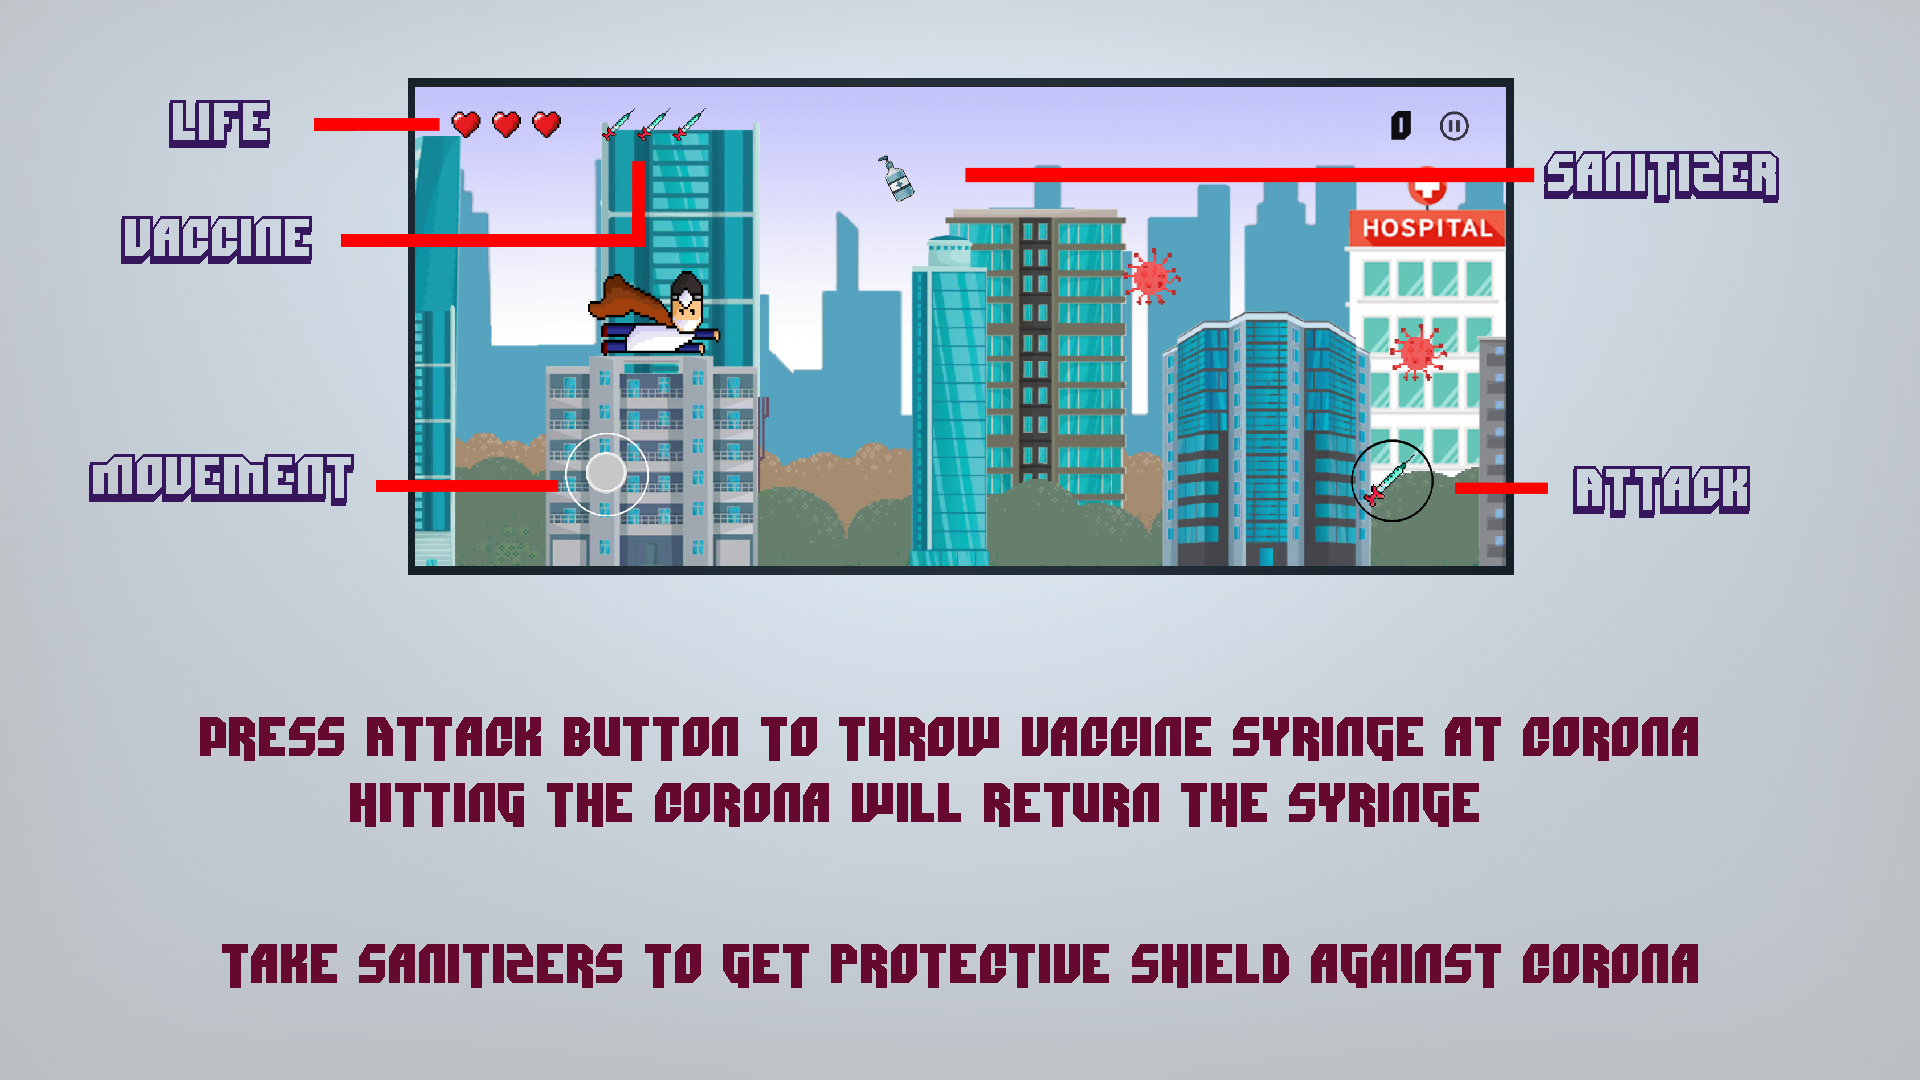 LIFE
0
SANITIZER
HOSPITAL
VACCINE
MOVEMENT
ATTACK
PRESS ATTACK BUTTON TO THROW VACCINE SYRINGE AT CORONA
HITTING THE CORONA WILL RETURN THE SYRINGE
TAKE SANITIZERS TO GET PROTECTIVE SHIELD AGAINST CORONA